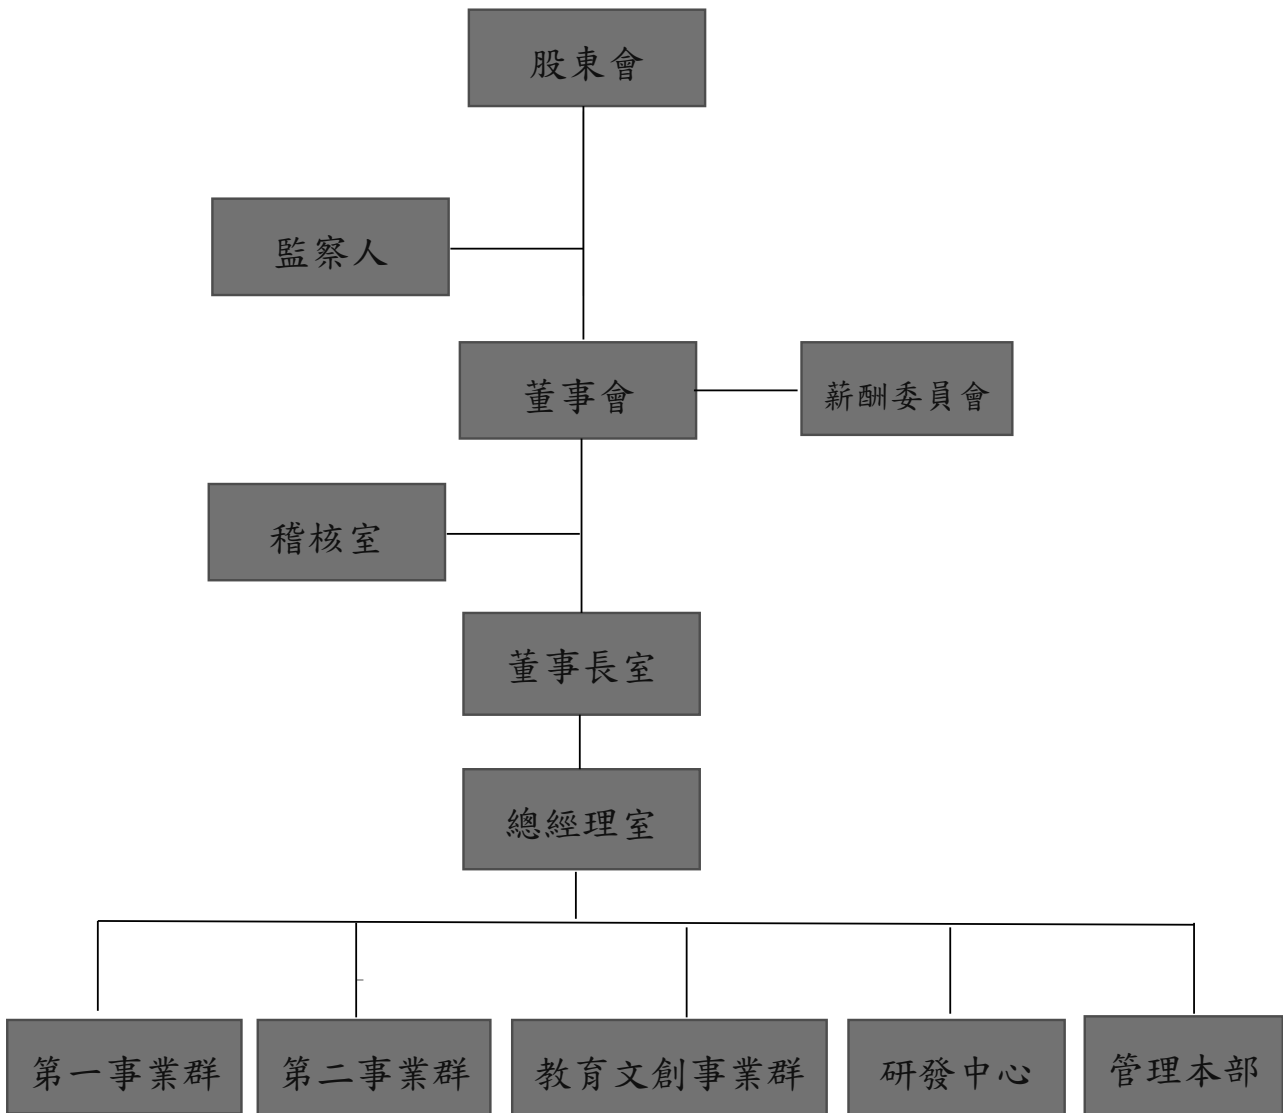 股東會
監察人
董事會
薪酬委員會
稽核室
董事長室
總經理室
第一事業群
第二事業群
教育文創事業群
研發中心
管理本部